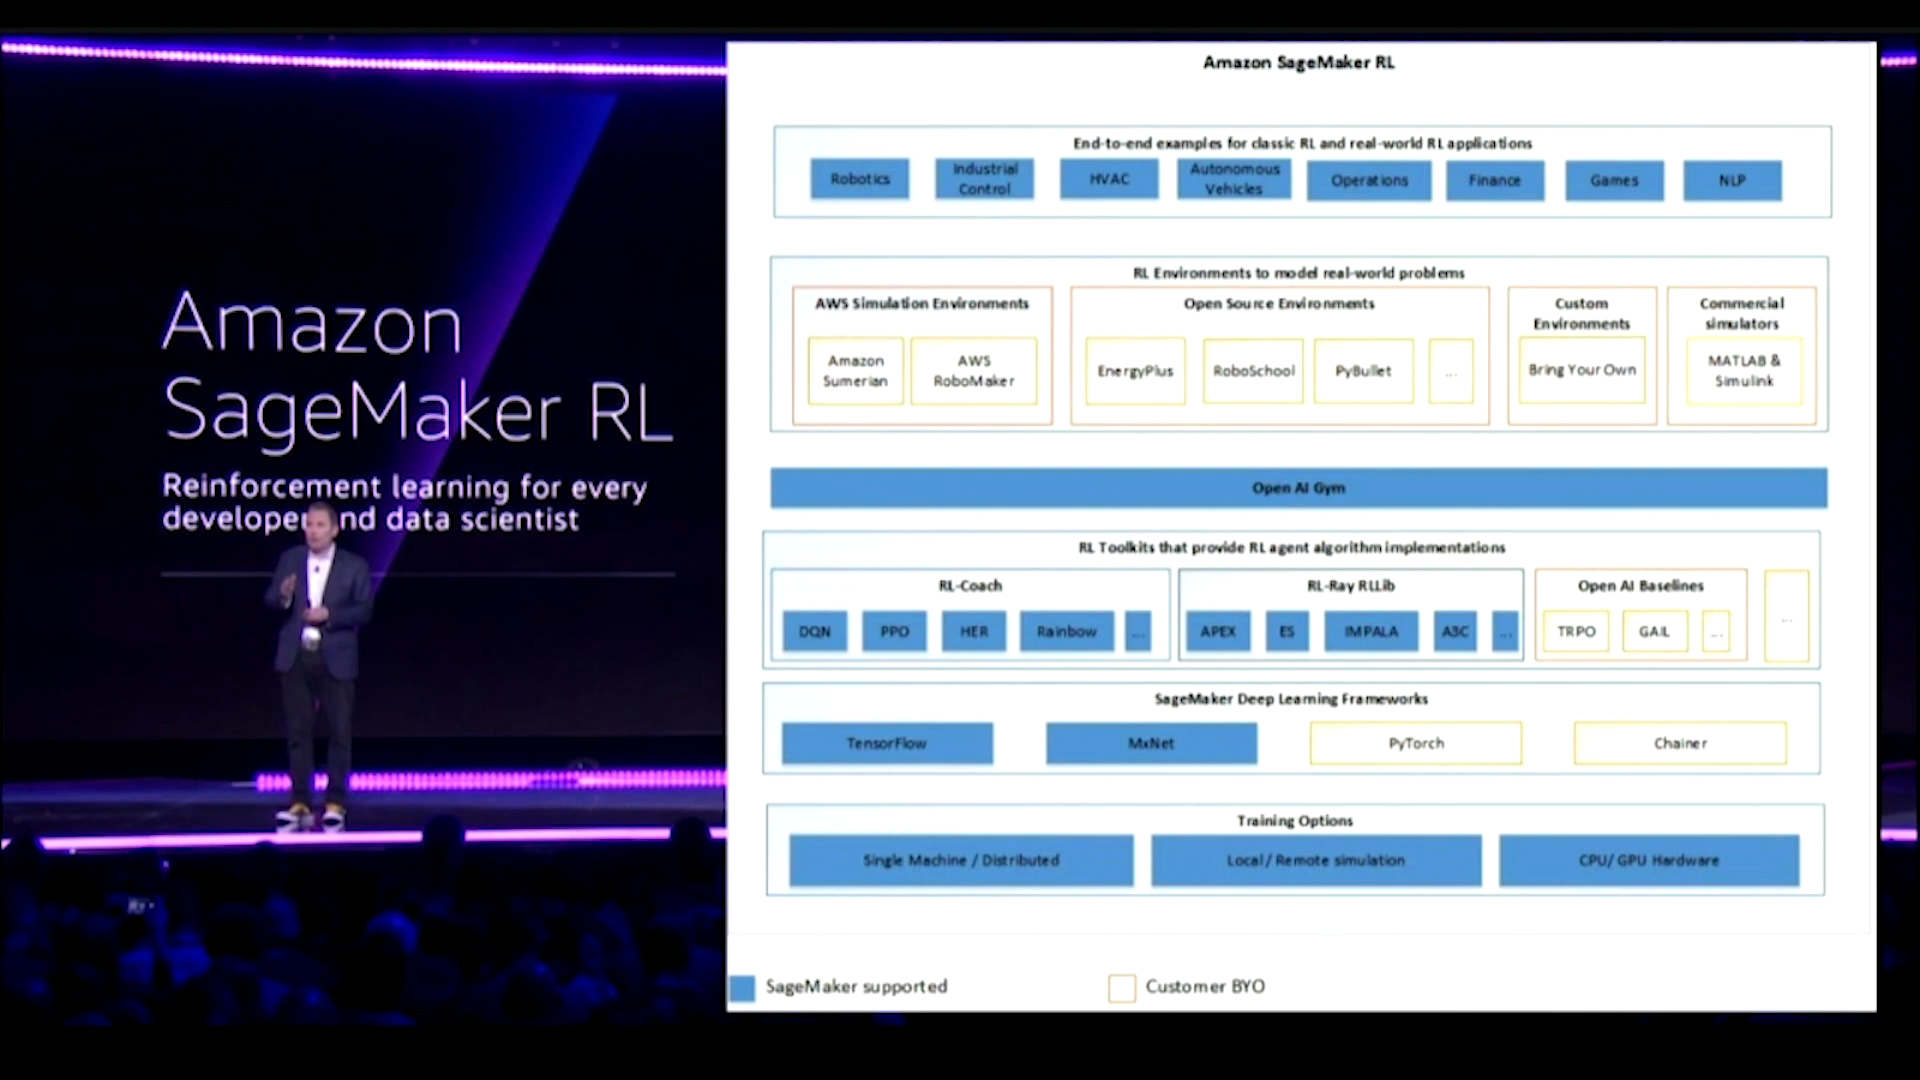 Amazon
SageMaker RL
Reinforcement learning for every
develope nd data scientist
Amazon SageMaker RL
End-to-end examples for classic RL and real-world RL applications
Robotics
Industrial
Control
HVAC
Autonomous
Vehicles
Operations
Finance
Games
NLP
RL Environments to model real-world problems
AWS Simulation Environments
Amazon
Sumerian
AWS
RoboMaker
Open Source Environments
EnergyPlus
RoboSchool
PyBullet
...
Custom
Environments
Bring Your Own
Commercial
simulators
MATLAB &
Simulink
Open AI Gym
RL Toolkits that provide RL agent algorithm implementations
RL-Coach
DQN
PPO
HER
Rainbow
...
RL-Ray RLLib
APEX
ES
IMPALA
A3C
...
Open AI Baselines
TRPO
GAIL
...
...
SageMaker Deep Learning Frameworks
TensorFlow
MxNet
PyTorch
Chainer
Training Options
Single Machine / Distributed
Local / Remote simulation
CPU/ GPU Hardware
SageMaker supported
Customer BYO